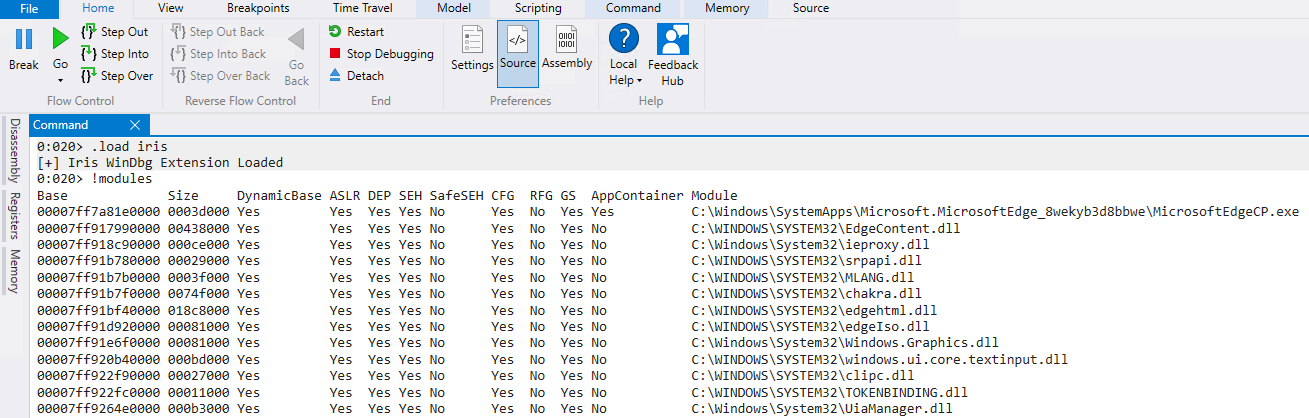 File Home View Breakpoints Time Travel Model Scripting Command Memory Source
Break
Go
Step Out
Step Into
Step Over
Flow Control
Step Out Back
Step Into Back
Step Over Back
Go Back
Reverse Flow Control
Restart
Stop Debugging
Detach
End
Settings
Source
Assembly
Preferences
Local Help
Feedback Hub
Help
Disassembly
Registers
Memory
Command
0:020> .load iris
[+] Iris WinDbg Extension Loaded
0:020> !modules
Base Size DynamicBase ASLR DEP SEH SafeSEH CFG RFG GS AppContainer Module
00007ff7a81e0000 0003d000 Yes Yes Yes Yes No Yes No Yes Yes C:\Windows\SystemApps\Microsoft.MicrosoftEdge_8wekyb3d8bbwe\MicrosoftEdgeCP.exe
00007ff917990000 00438000 Yes Yes Yes Yes No Yes No Yes No C:\WINDOWS\SYSTEM32\EdgeContent.dll
00007ff918c90000 000ce000 Yes Yes Yes Yes No Yes No Yes No C:\Windows\System32\ieproxy.dll
00007ff91b780000 00029000 Yes Yes Yes Yes No Yes No Yes No C:\WINDOWS\SYSTEM32\srpapi.dll
00007ff91b7b0000 0003f000 Yes Yes Yes Yes No Yes No Yes No C:\WINDOWS\SYSTEM32\MLANG.dll
00007ff91b7f0000 0074f000 Yes Yes Yes Yes No Yes No Yes No C:\WINDOWS\SYSTEM32\chakra.dll
00007ff91bf40000 018c8000 Yes Yes Yes Yes No Yes No Yes No C:\WINDOWS\SYSTEM32\edgehtml.dll
00007ff91d920000 00081000 Yes Yes Yes Yes No Yes No Yes No C:\WINDOWS\SYSTEM32\edgeIso.dll
00007ff91e6f0000 00081000 Yes Yes Yes Yes No Yes No Yes No C:\Windows\System32\Windows.Graphics.dll
00007ff920b40000 000bd000 Yes Yes Yes Yes No Yes No Yes No C:\WINDOWS\SYSTEM32\windows.ui.core.textinput.dll
00007ff922f90000 00027000 Yes Yes Yes Yes No Yes No Yes No C:\WINDOWS\SYSTEM32\clipc.dll
00007ff922fc0000 00011000 Yes Yes Yes Yes No Yes No Yes No C:\WINDOWS\SYSTEM32\TOKENBINDING.dll
00007ff9264e0000 000b3000 Yes Yes Yes Yes No Yes No Yes No C:\Windows\System32\UiaManager.dll